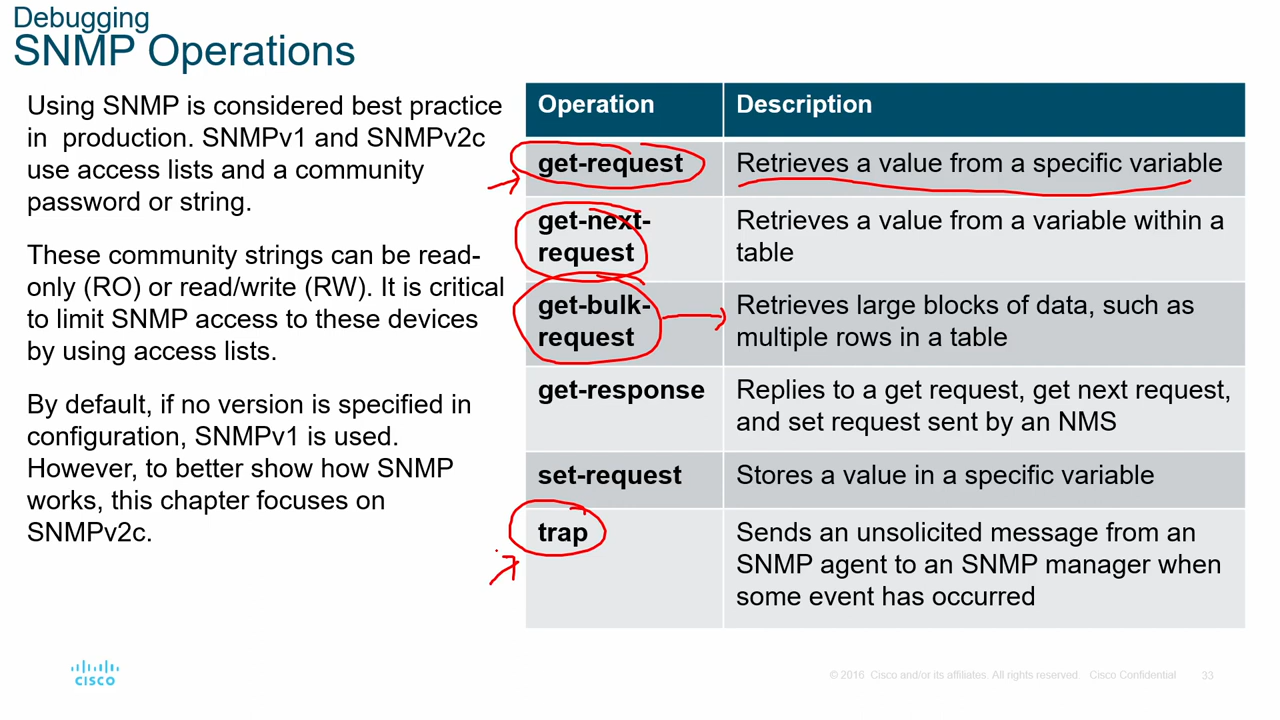 Debugging
SNMP Operations
Using SNMP is considered best practice
in production. SNMPv1 and SNMPv2c
use access lists and a community
password or string.
These community strings can be read-
only (RO) or read/write (RW). It is critical
to limit SNMP access to these devices
by using access lists.
By default, if no version is specified in
configuration, SNMPv1 is used.
However, to better show how SNMP
works, this chapter focuses on
SNMPv2c.
Operation
Description
get-request
Retrieves a value from a specific variable
get-next-
request
Retrieves a value from a variable within a
table
get-bulk-
request
Retrieves large blocks of data, such as
multiple rows in a table
get-response
Replies to a get request, get next request,
and set request sent by an NMS
set-request
Stores a value in a specific variable
trap
Sends an unsolicited message from an
SNMP agent to an SNMP manager when
some event has occurred
CISCO
© 2016 Cisco and/or its affiliates. All rights reserved. Cisco Confidential
33